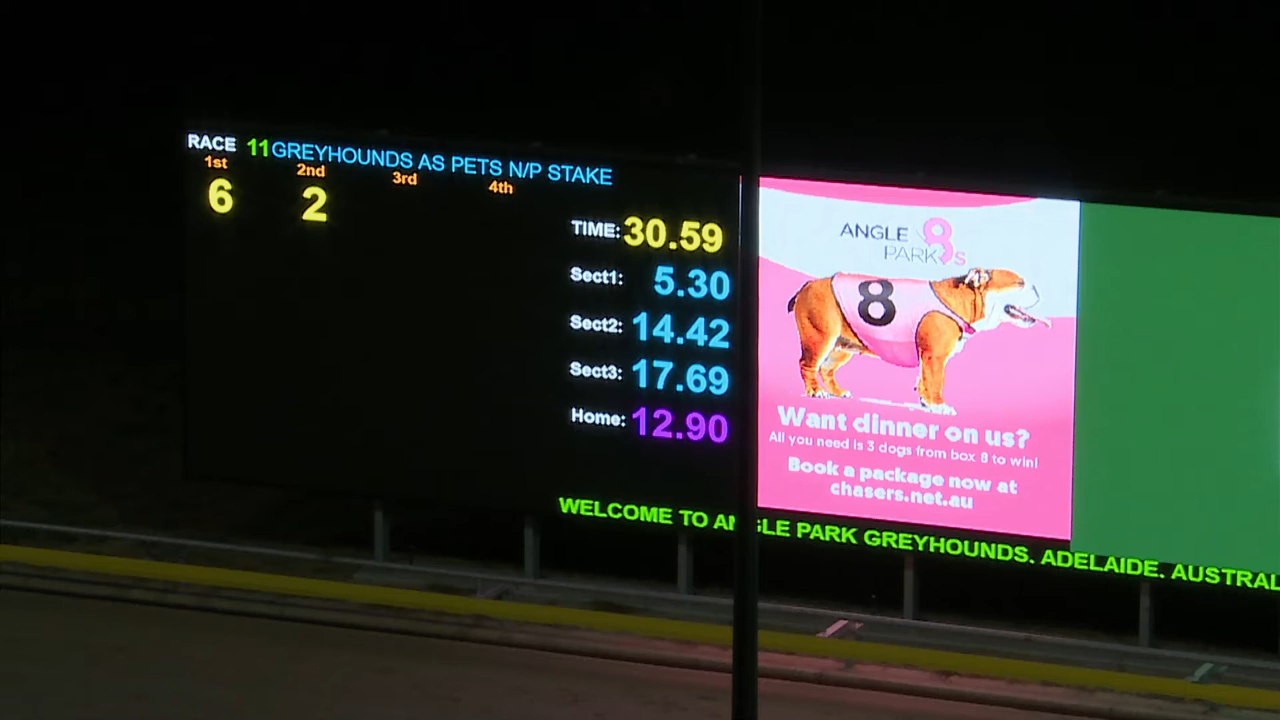 RACE 11 GREYHOUNDS AS PETS N/P STAKE
1st 2nd 3rd 4th
6 2
TIME: 30.59
Sect1: 5.30
Sect2: 14.42
Sect3: 17.69
Home: 12.90
ANGLE
PARK 8s
8
Want dinner on us?
All you need is 3 dogs from box 8 to win!
Book a package now at
chasers.net.au
WELCOME TO ANGLE PARK GREYHOUNDS. ADELAIDE. AUSTRAL